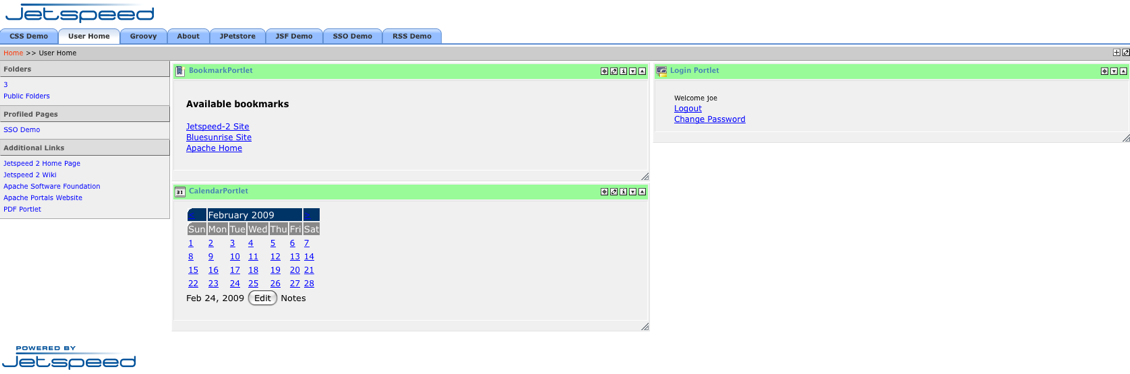 Jetspeed
CSS Demo User Home Groovy About JPetstore JSF Demo SSO Demo RSS Demo
Home >> User Home
Folders
3
Public Folders
Profiled Pages
SSO Demo
Additional Links
Jetspeed 2 Home Page
Jetspeed 2 Wiki
Apache Software Foundation
Apache Portals Website
PDF Portlet
BookmarkPortlet
Available bookmarks
Jetspeed-2 Site
Bluesunrise Site
Apache Home
31 CalendarPortlet
February 2009
Sun Mon Tue Wed Thu Fri Sat
1 2 3 4 5 6 7
8 9 10 11 12 13 14
15 16 17 18 19 20 21
22 23 24 25 26 27 28
Feb 24, 2009 Edit Notes
Login Portlet
Welcome joe
Logout
Change Password
POWERED BY
Jetspeed